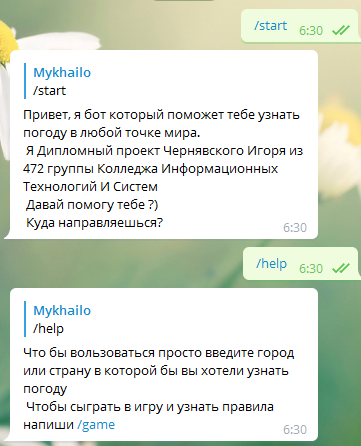 /start
6:30
Mykhailo
/start
Привет, я бот который поможет тебе узнать
погоду в любой точке мира.
Я Дипломный проект Чернявского Игоря из
472 группы Колледжа Информационных
Технологий И Систем
Давай помогу тебе ?)
Куда направляешься?
6:30
/help
6:30
Mykhailo
/help
Что бы вользоваться просто введите город
или страну в которой бы вы хотели узнать
погоду
Чтобы сыграть в игру и узнать правила
напиши /game
6:30